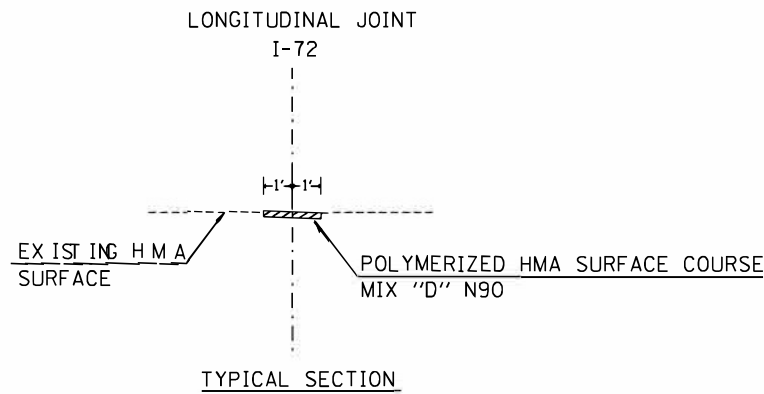 LONGITUDINAL JOINT
I-72
1' 1'
EXISTING HMA
SURFACE
POLYMERIZED HMA SURFACE COURSE
MIX "D" N90
TYPICAL SECTION